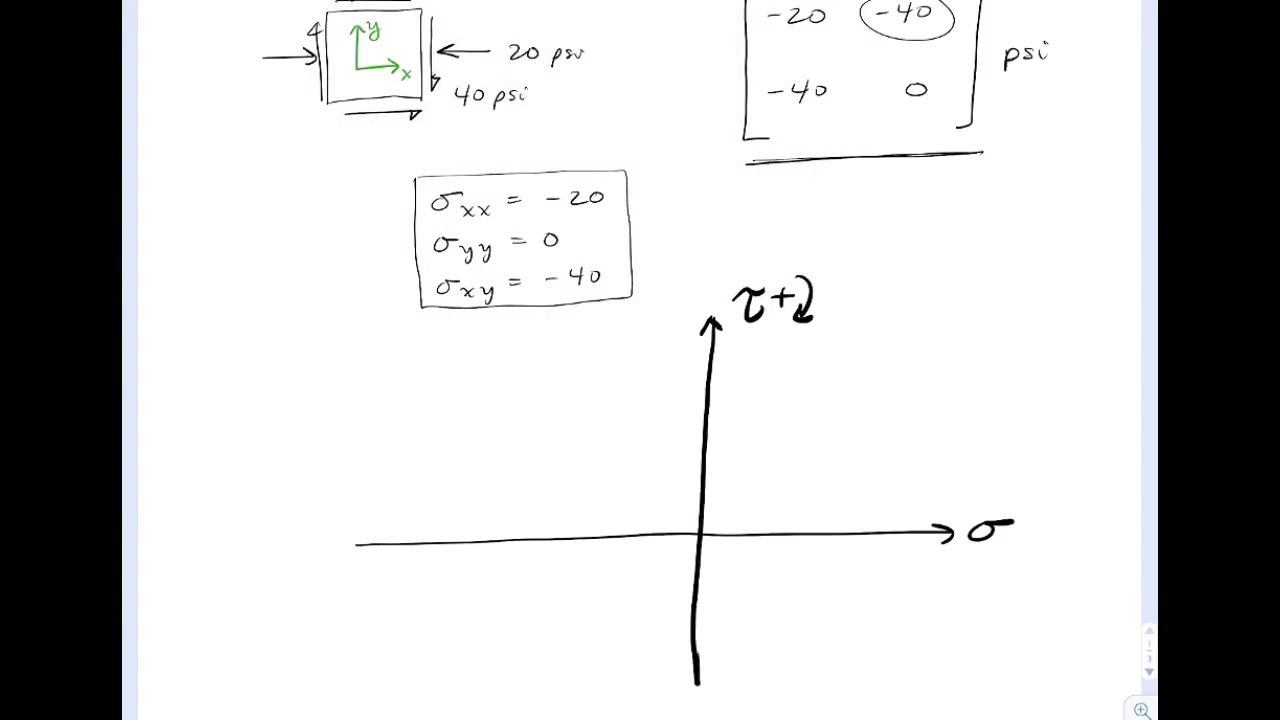 y
x
20 psi
40 psi
-20 -40
-40 0
psi
σxx = -20
σyy = 0
σxy = -40
τ+
σ